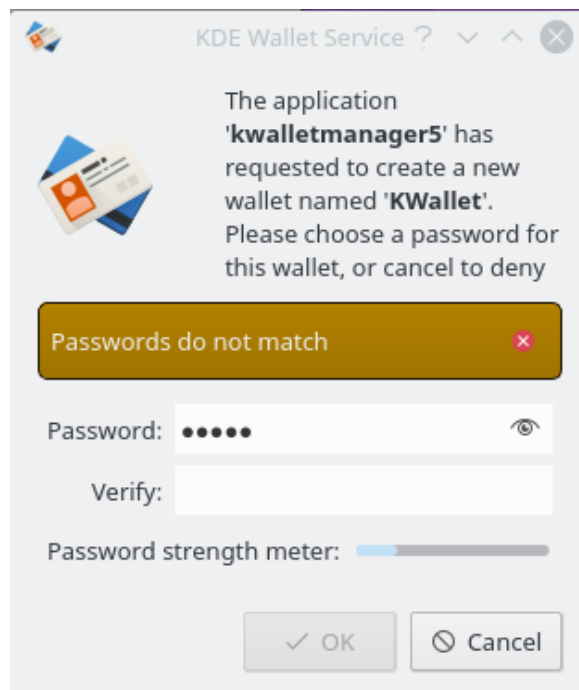 KDE Wallet Service ?
The application
'kwalletmanager5' has
requested to create a new
wallet named 'KWallet'.
Please choose a password for
this wallet, or cancel to deny
Passwords do not match
Password: •••••
Verify:
Password strength meter:
OK
Cancel